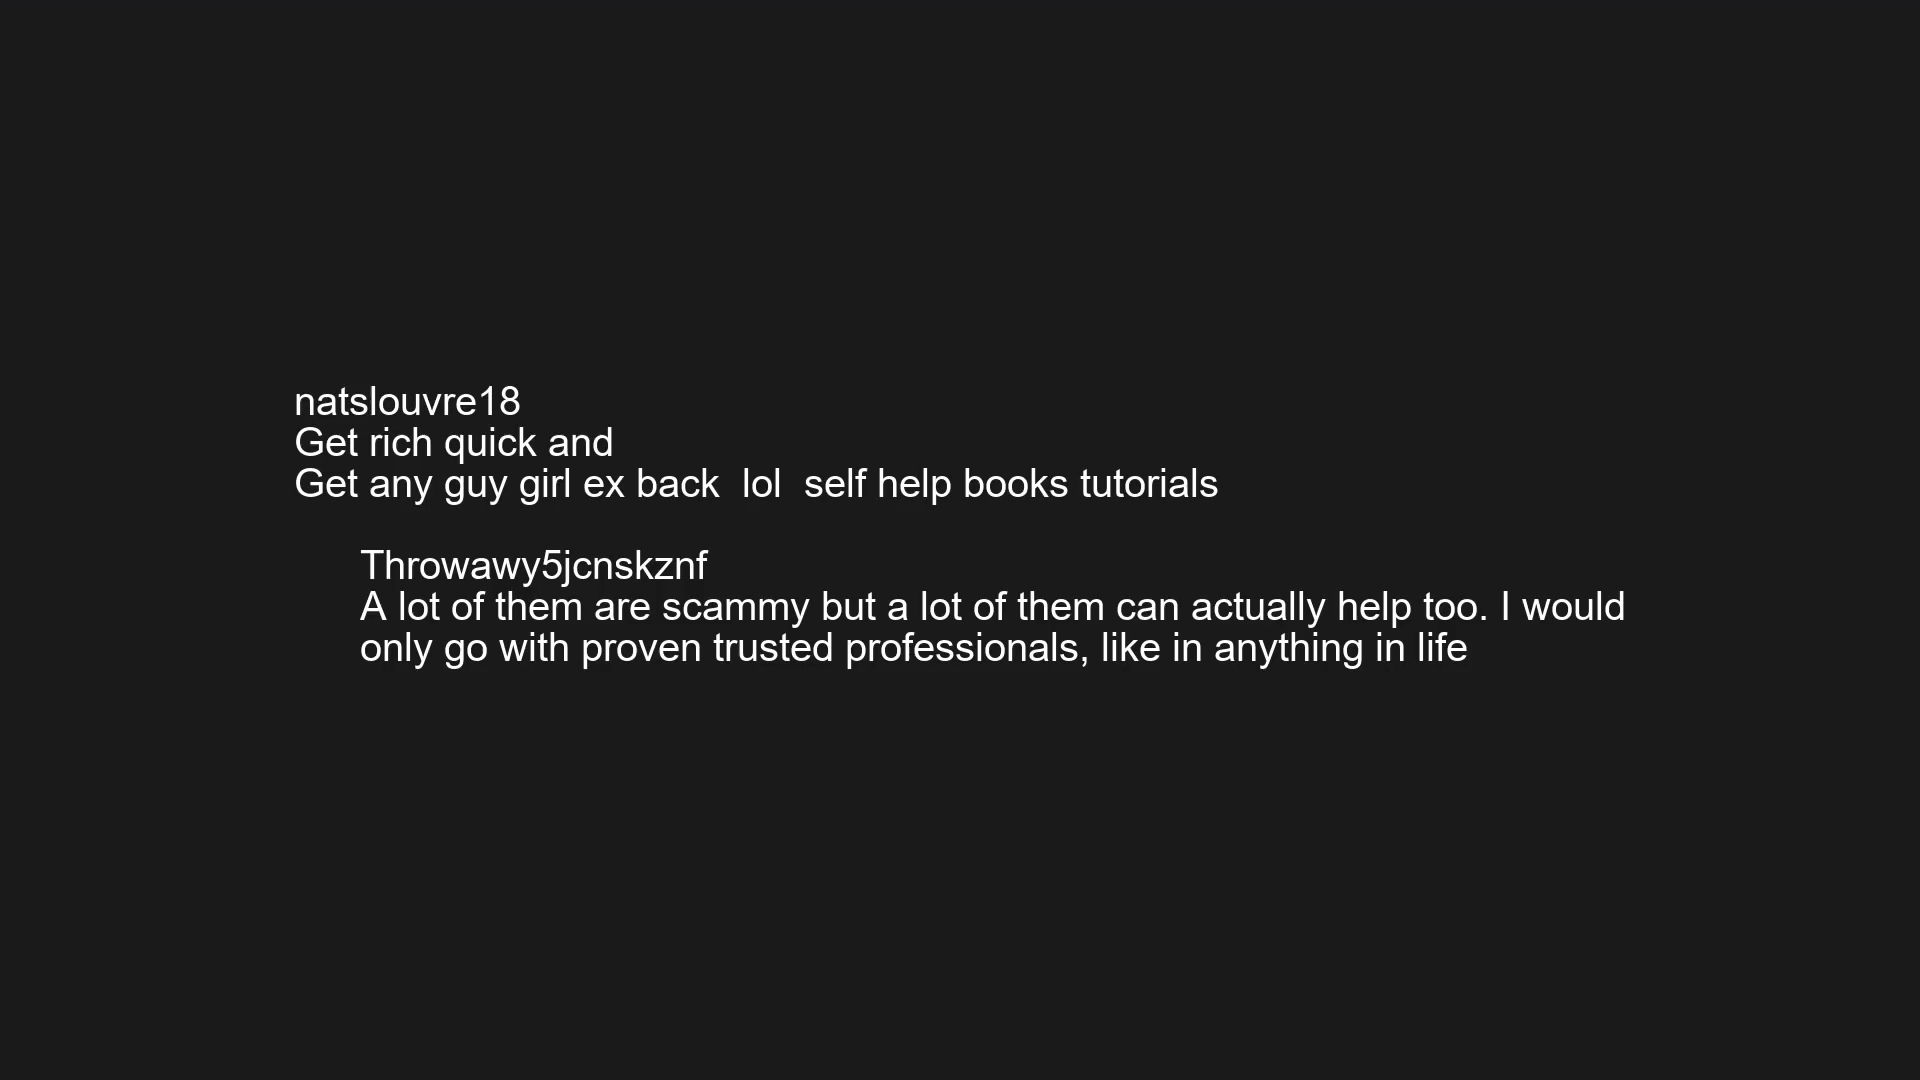 natslouvre18
Get rich quick and
Get any guy girl ex back  lol  self help books tutorials
Throwawy5jcnskznf
A lot of them are scammy but a lot of them can actually help too. I would
only go with proven trusted professionals, like in anything in life